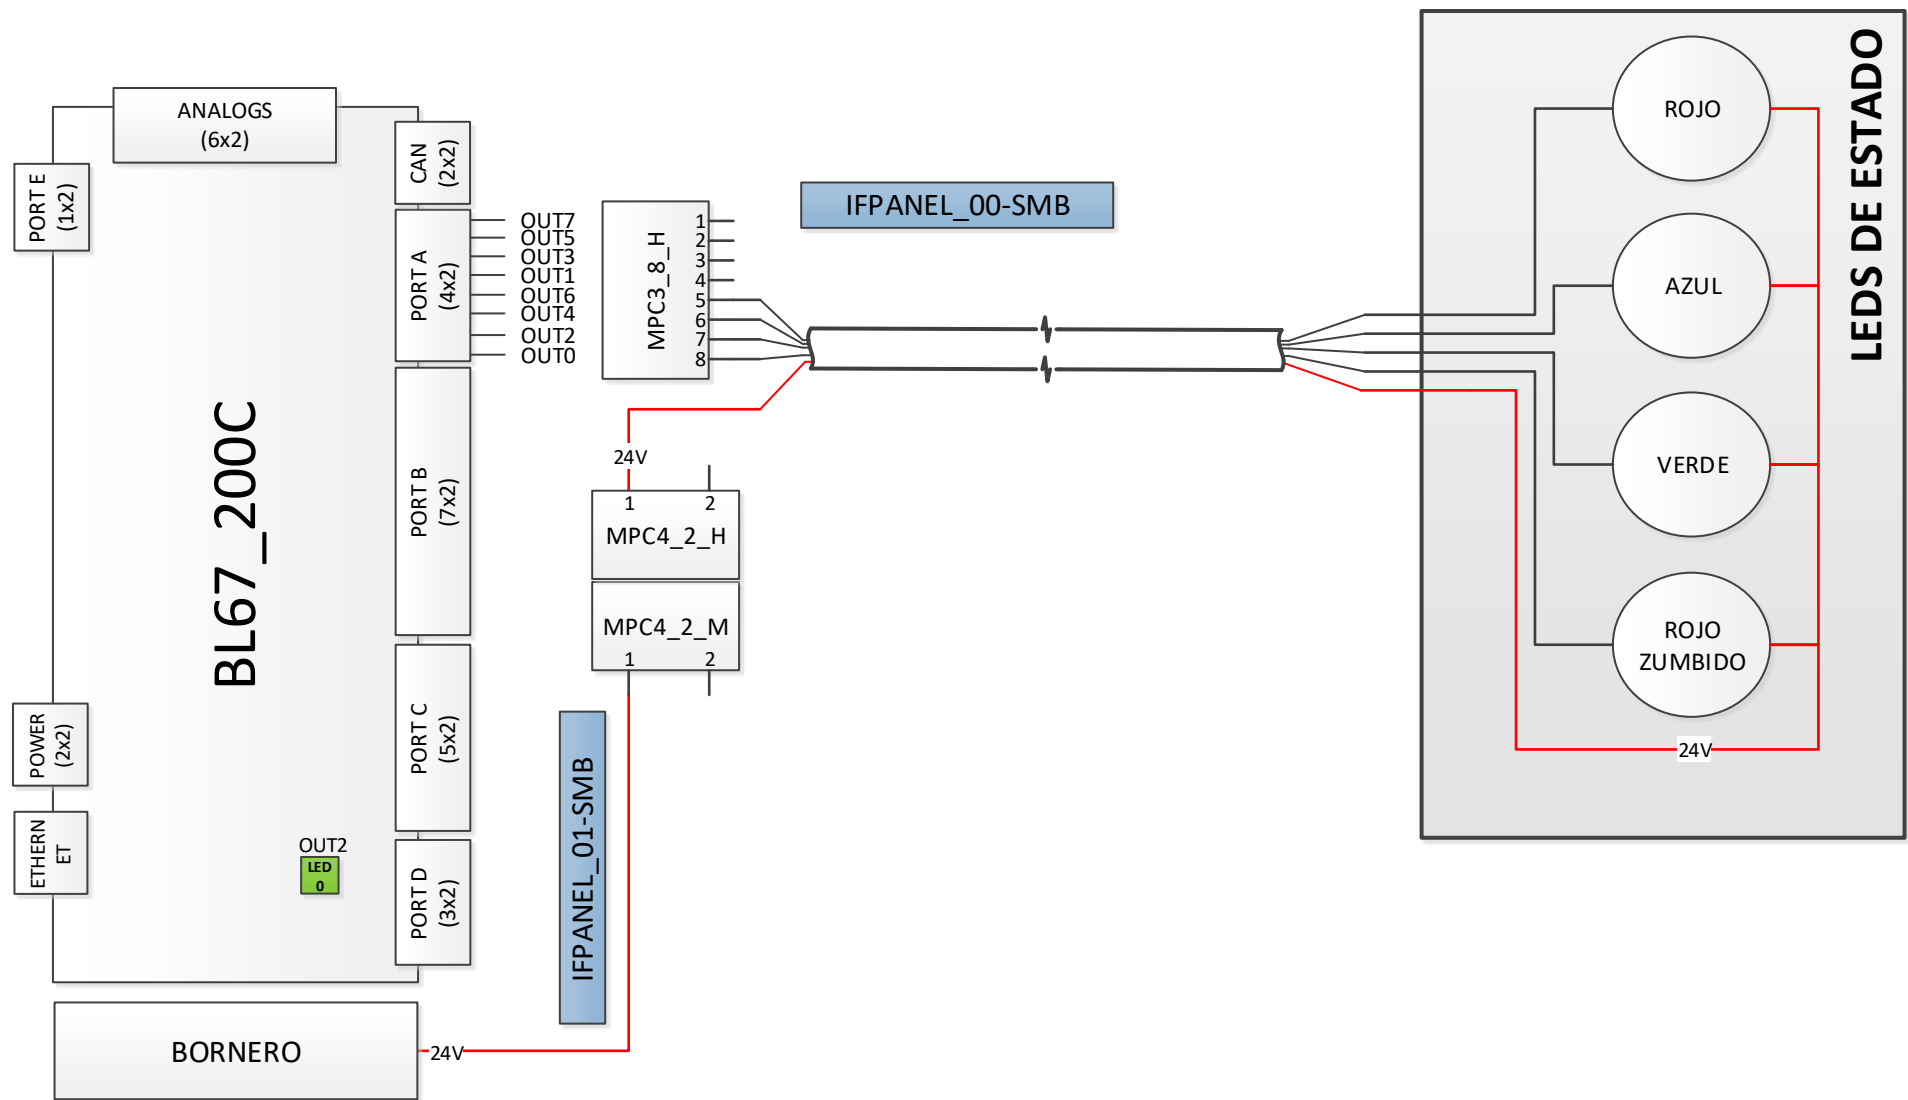 ANALOGS
(6x2)
PORT E
(1x2)
CAN
(2x2)
PORT A
(4x2)
OUT7
OUT5
OUT3
OUT1
OUT6
OUT4
OUT2
OUT0
MPC3_8_H
1
2
3
4
5
6
7
8
IFPANEL_00-SMB
LEDS DE ESTADO
ROJO
AZUL
VERDE
ROJO
ZUMBIDO
24V
BL67_200C
PORT B
(7x2)
24V
1
2
MPC4_2_H
MPC4_2_M
1
2
POWER
(2x2)
PORT C
(5x2)
ETHERN
ET
OUT2
LED
0
PORT D
(3x2)
IFPANEL_01-SMB
BORNERO
24V